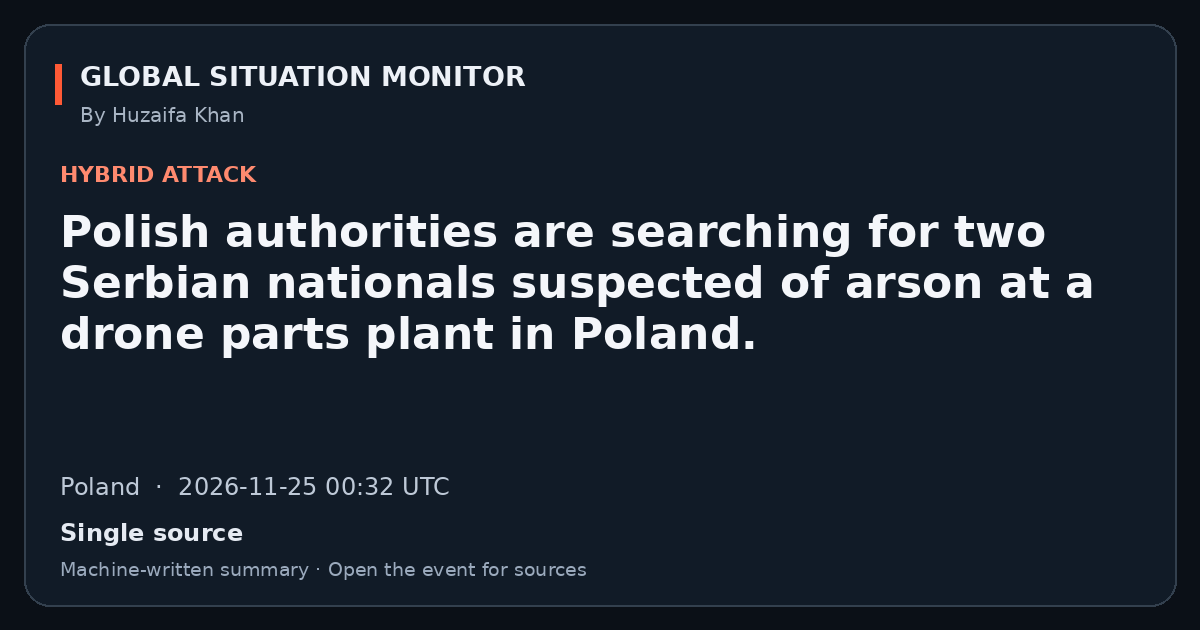 GLOBAL SITUATION MONITOR
By Huzaifa Khan
HYBRID ATTACK
Polish authorities are searching for two
Serbian nationals suspected of arson at a
drone parts plant in Poland.
Poland · 2026-11-25 00:32 UTC
Single source
Machine-written summary · Open the event for sources